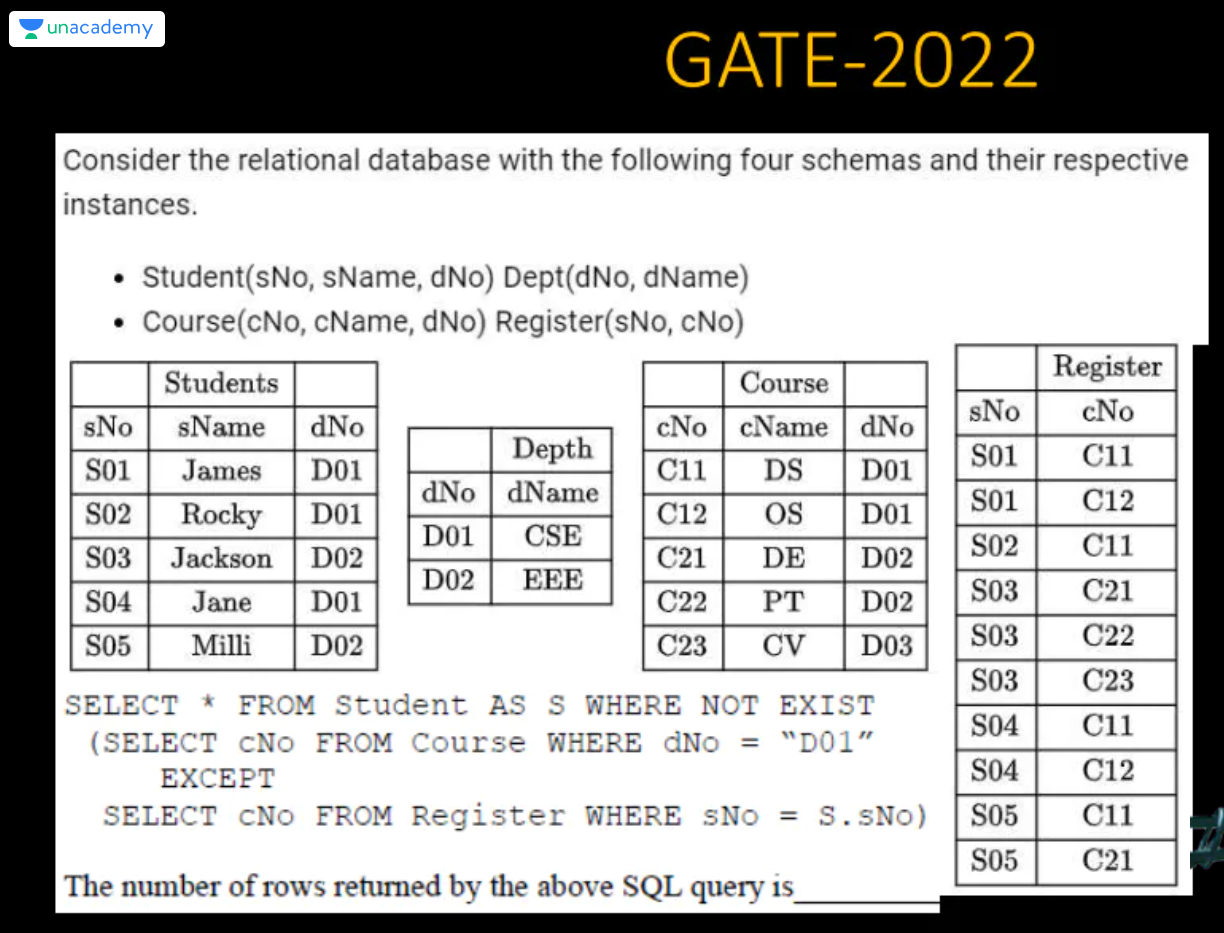 unacademy
GATE-2022
Consider the relational database with the following four schemas and their respective
instances.
• Student(sNo, sName, dNo) Dept(dNo, dName)
• Course(cNo, cName, dNo) Register(sNo, cNo)
Students
sNo sName dNo
S01 James D01
S02 Rocky D01
S03 Jackson D02
S04 Jane D01
S05 Milli D02
Depth
dNo dName
D01 CSE
D02 EEE
Course
cNo cName dNo
C11 DS D01
C12 OS D01
C21 DE D02
C22 PT D02
C23 CV D03
Register
sNo cNo
S01 C11
S01 C12
S02 C11
S03 C21
S03 C22
S03 C23
S04 C11
S04 C12
S05 C11
S05 C21
SELECT * FROM Student AS S WHERE NOT EXIST
(SELECT cNo FROM Course WHERE dNo = “D01”
EXCEPT
SELECT cNo FROM Register WHERE sNo = S.sNo)
The number of rows returned by the above SQL query is__________